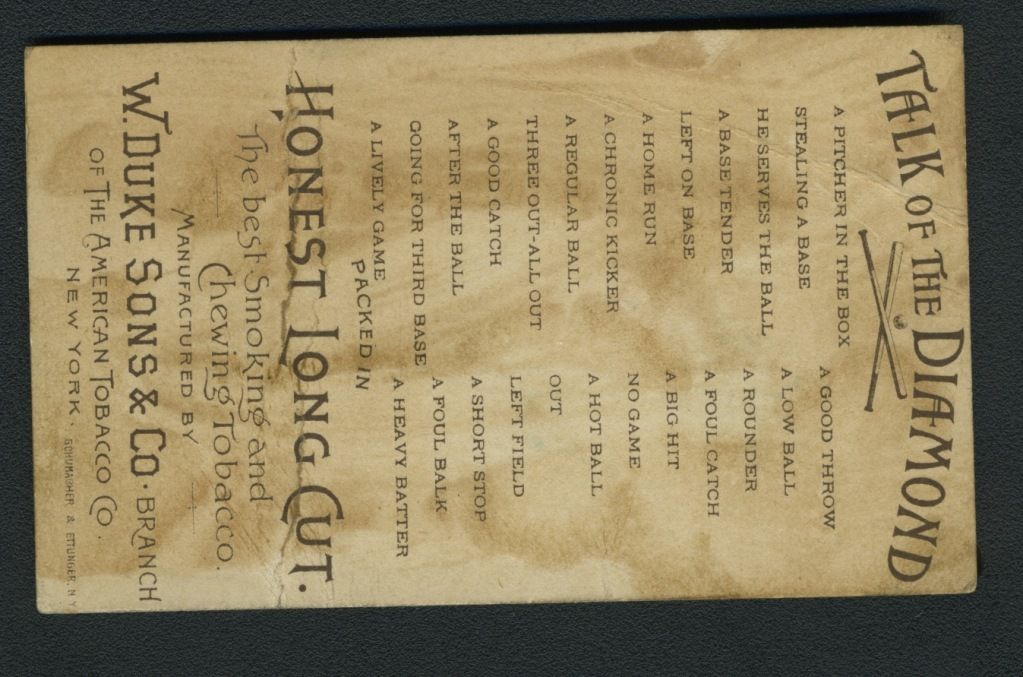 TALK OF THE DIAMOND
A PITCHER IN THE BOX
STEALING A BASE
HE SERVES THE BALL
A BASE TENDER
LEFT ON BASE
A HOME RUN
A CHRONIC KICKER
A REGULAR BALL
THREE OUT-ALL OUT
A GOOD CATCH
AFTER THE BALL
GOING FOR THIRD BASE
A LIVELY GAME
A GOOD THROW
A LOW BALL
A ROUNDER
A FOUL CATCH
A BIG HIT
NO GAME
A HOT BALL
OUT
LEFT FIELD
A SHORT STOP
A FOUL BALK
A HEAVY BATTER
PACKED IN
HONEST LONG CUT.
The best Smoking and
Chewing Tobacco.
MANUFACTURED BY
W. DUKE SONS & CO. BRANCH
OF THE AMERICAN TOBACCO CO.
NEW YORK.
SCHUMACHER & ETTLINGER, N.Y.